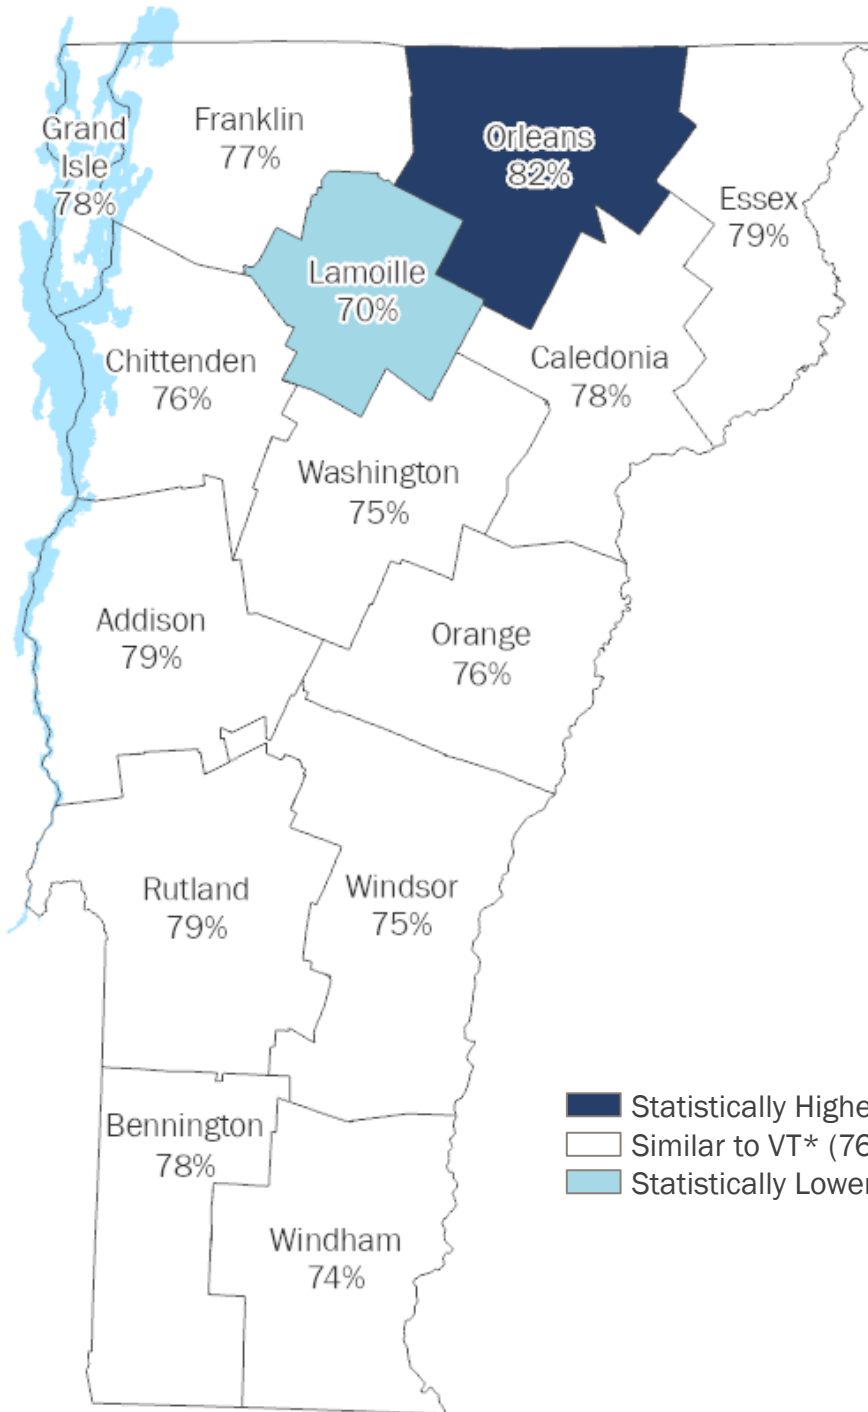 Grand
Isle
78%
Franklin
77%
Orleans
82%
Essex
79%
Lamoille
70%
Chittenden
76%
Caledonia
78%
Washington
75%
Addison
79%
Orange
76%
Rutland
79%
Windsor
75%
Bennington
78%
Windham
74%
Statistically Highe
Similar to VT* (76
Statistically Lower